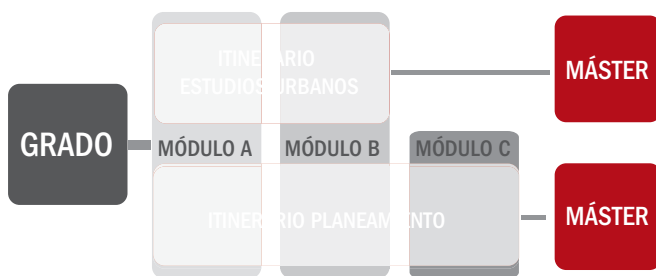 ITINERARIO
ESTUDIOS URBANOS
MÁSTER
GRADO
MÓDULO A
MÓDULO B
MÓDULO C
ITINERARIO PLANEAMIENTO
MÁSTER